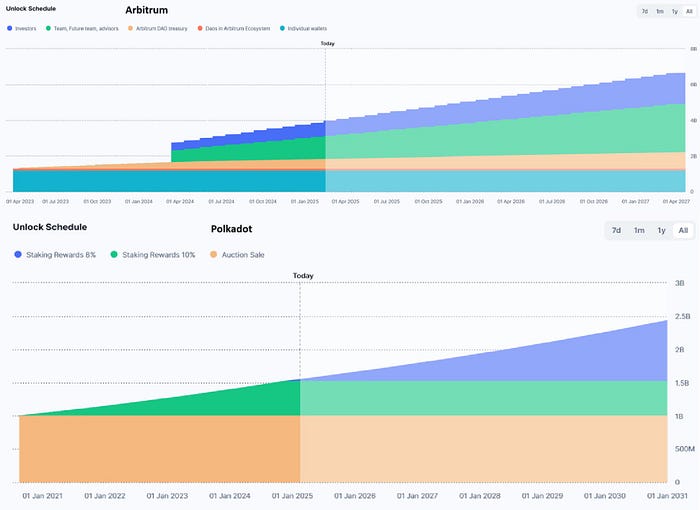 Unlock Schedule Arbitrum 7d 1m 1y All
Investors Team, Future team, advisors Arbitrum DAO treasury Daos in Arbitrum Ecosystem Individual wallets
Today
8B
6B
4B
2B
0
01 Apr 2023 01 Jul 2023 01 Oct 2023 01 Jan 2024 01 Apr 2024 01 Jul 2024 01 Oct 2024 01 Jan 2025 01 Apr 2025 01 Jul 2025 01 Oct 2025 01 Jan 2026 01 Apr 2026 01 Jul 2026 01 Oct 2026 01 Jan 2027 01 Apr 2027
Unlock Schedule Polkadot 7d 1m 1y All
Staking Rewards 8% Staking Rewards 10% Auction Sale
Today
3B
2.5B
2B
1.5B
1B
500M
0
01 Jan 2021 01 Jan 2022 01 Jan 2023 01 Jan 2024 01 Jan 2025 01 Jan 2026 01 Jan 2027 01 Jan 2028 01 Jan 2029 01 Jan 2030 01 Jan 2031